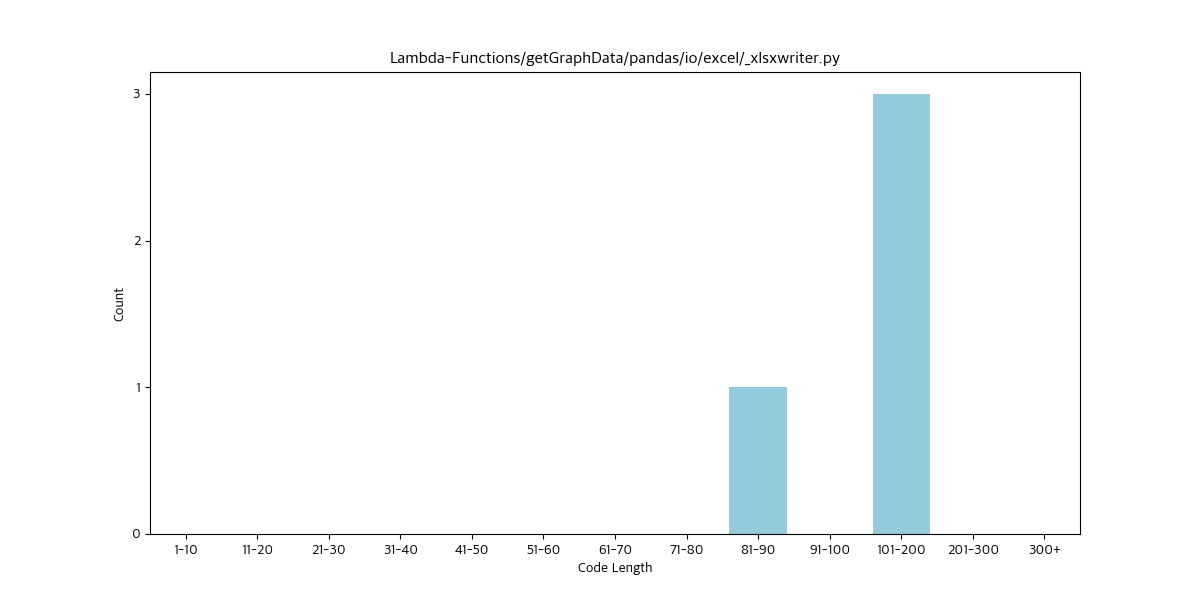 Lambda-Functions/getGraphData/pandas/io/excel/_xlsxwriter.py
3
2
1
0
Count
1-10 11-20 21-30 31-40 41-50 51-60 61-70 71-80 81-90 91-100 101-200 201-300 300+
Code Length